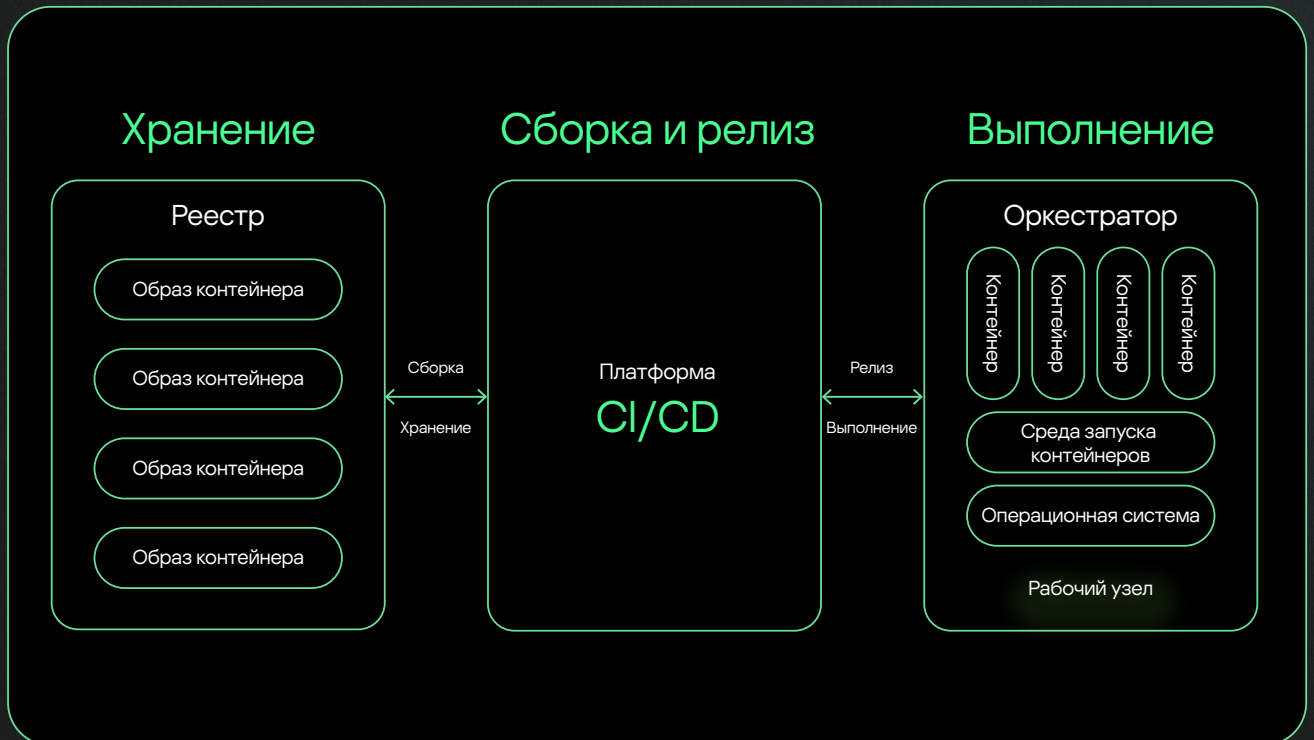 Хранение
Реестр
Образ контейнера
Образ контейнера
Образ контейнера
Образ контейнера
Сборка
Хранение
Сборка и релиз
Платформа
CI/CD
Релиз
Выполнение
Выполнение
Оркестратор
Контейнер
Контейнер
Контейнер
Контейнер
Среда запуска
контейнеров
Операционная система
Рабочий узел